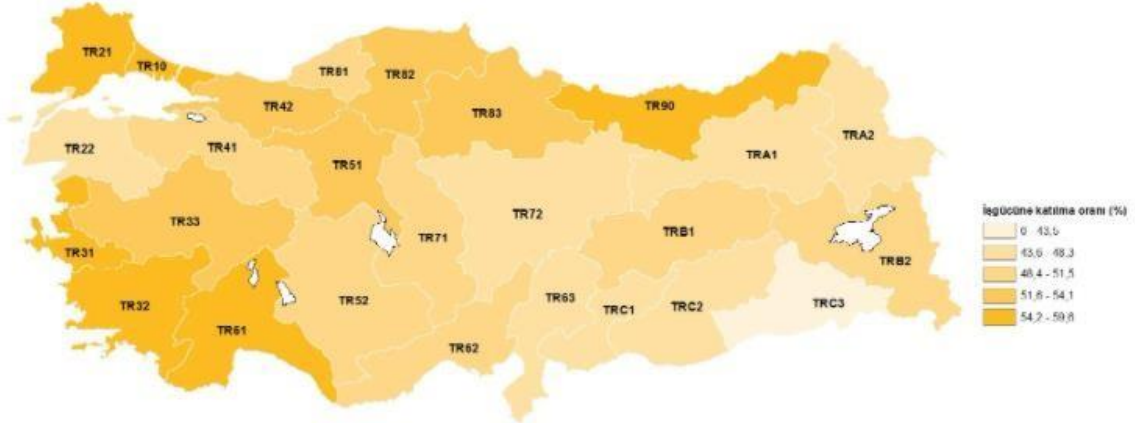 TR21
TR10
TR81
TR82
TR42
TR83
TR90
TRA2
TR22
TR41
TR51
TRA1
TR33
TR72
TR71
TRB1
TR31
TRB2
TR32
TR61
TR52
TR63
TRC1
TRC2
TRC3
TR62
İşgücüne katılma oranı (%)
0 - 43,5
43,6 - 48,3
48,4 - 51,5
51,6 - 54,1
54,2 - 59,8